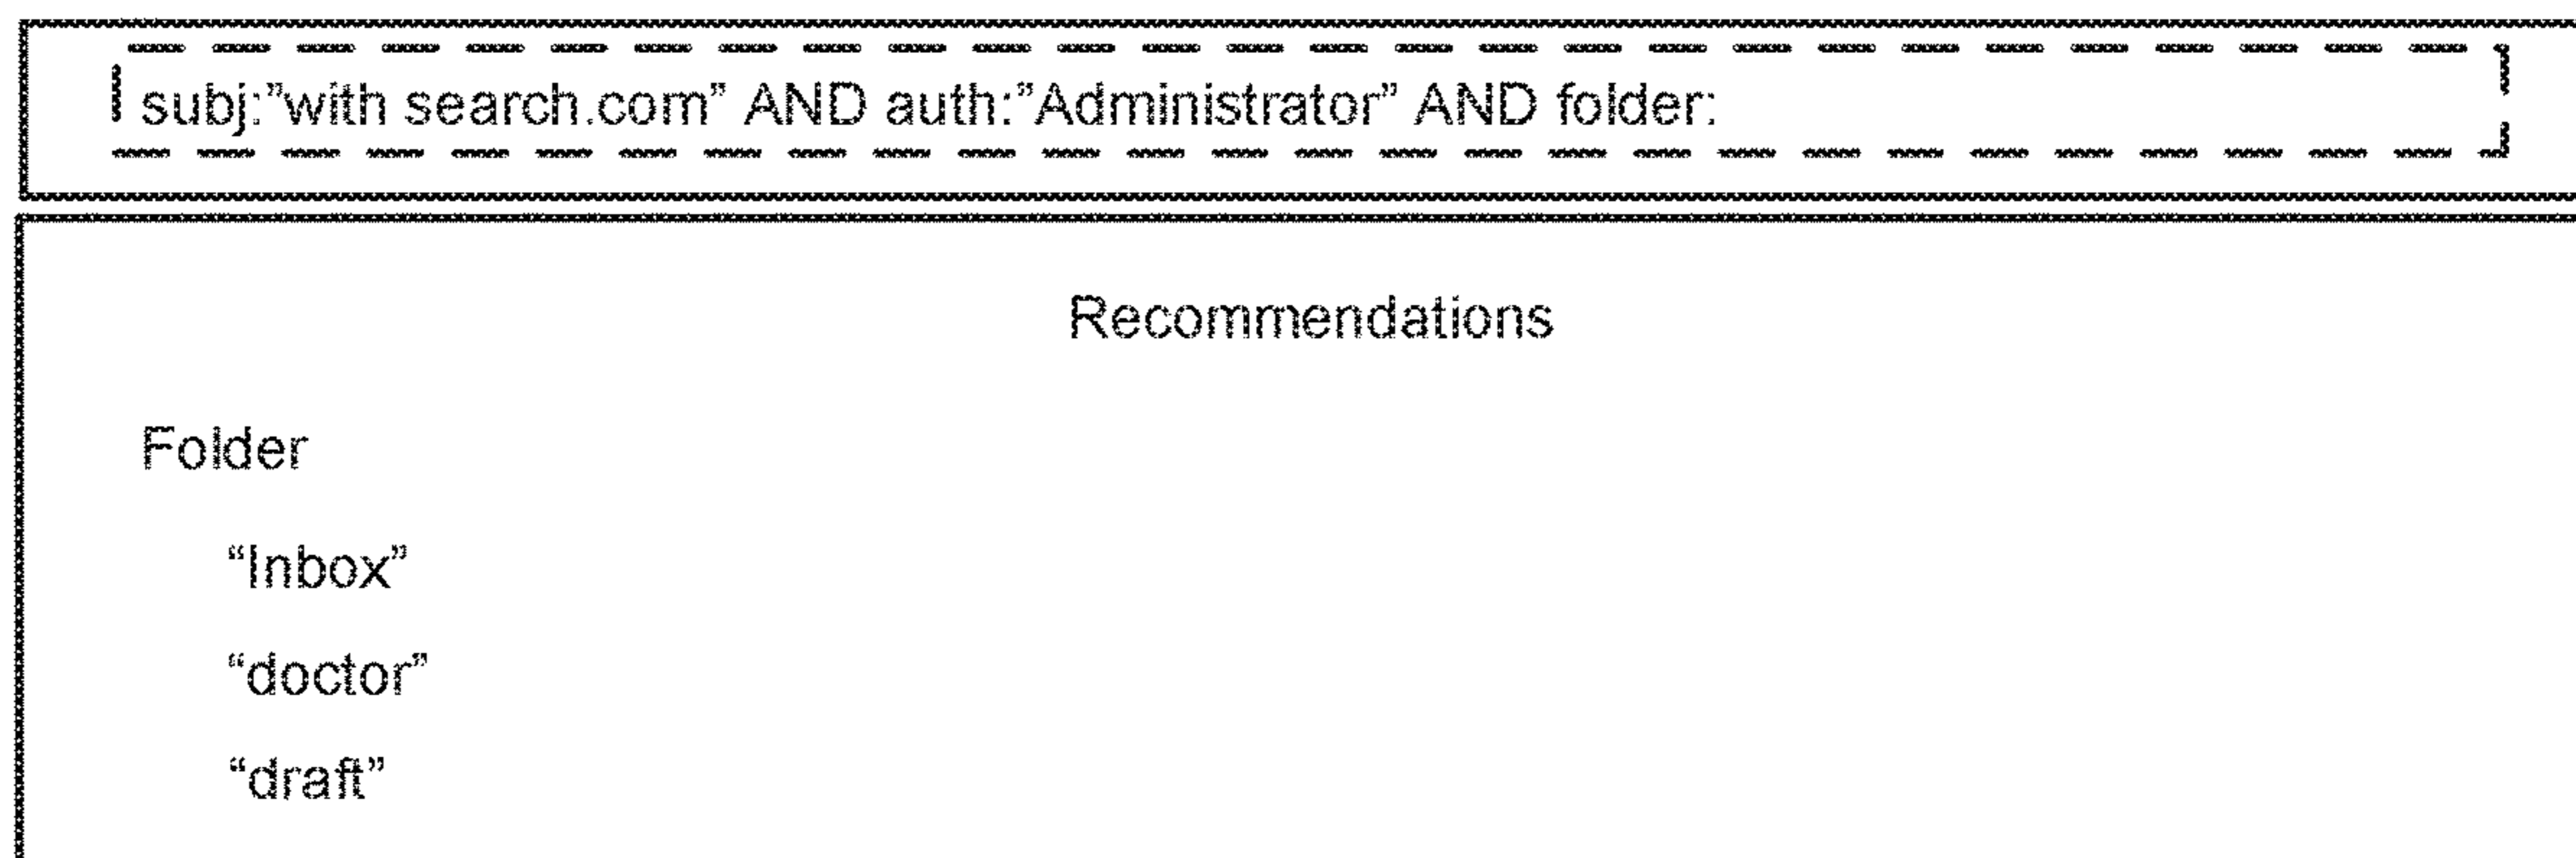 subj:”with search.com” AND auth:”Administrator” AND folder:
Recommendations
Folder
“Inbox”
“doctor”
“draft”